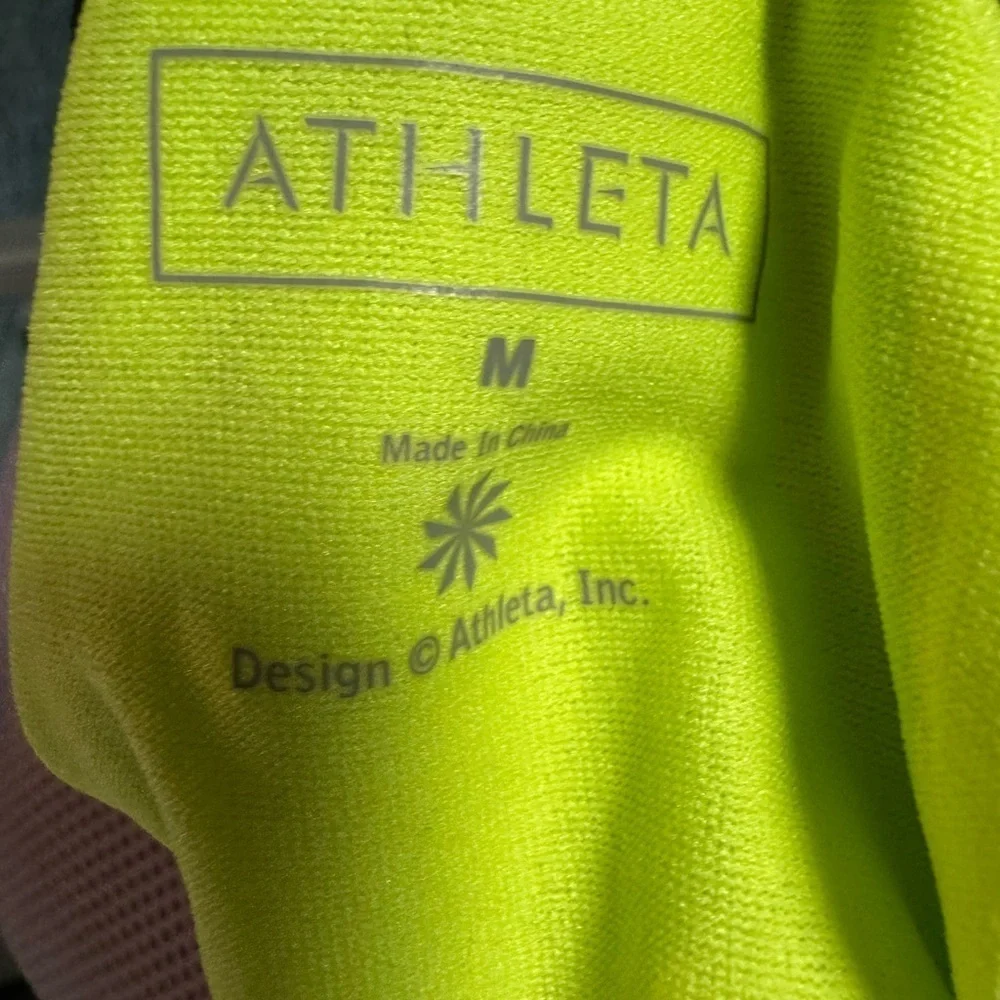 ATHLETA
M
Made In China
Design © Athleta, Inc.